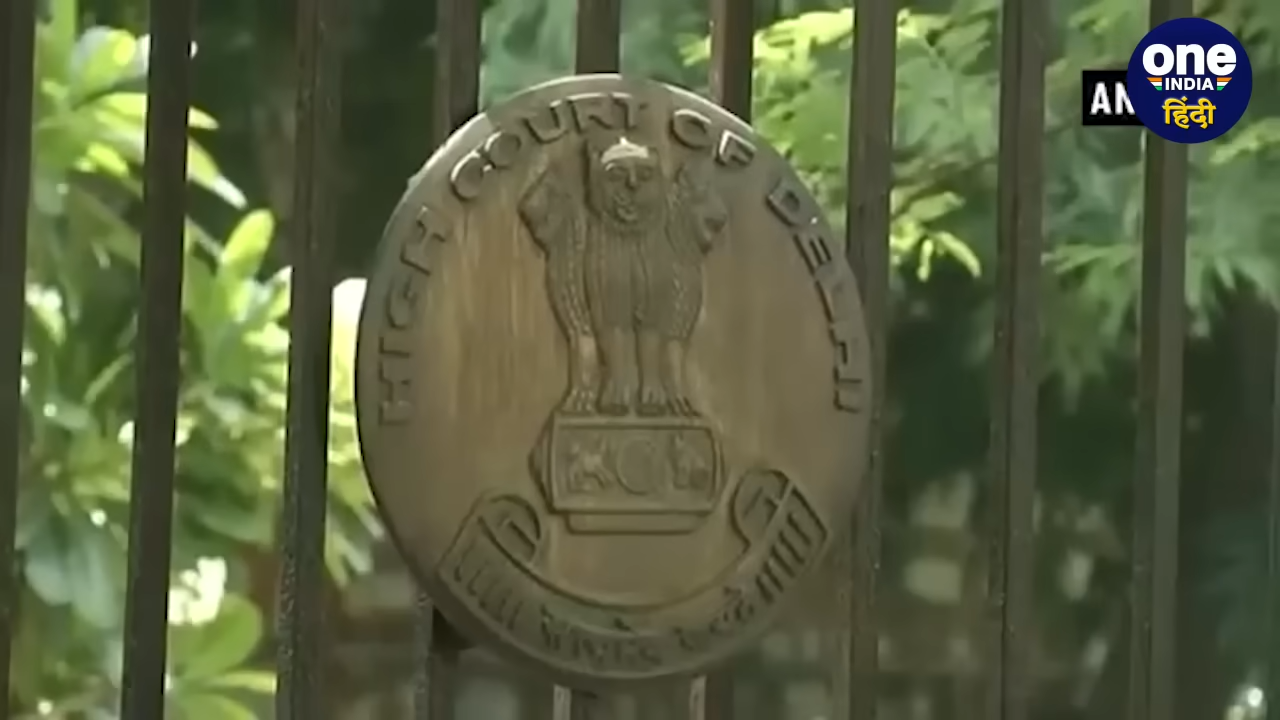 HIGH COURT OF DELHI
one
INDIA
हिंदी
AN